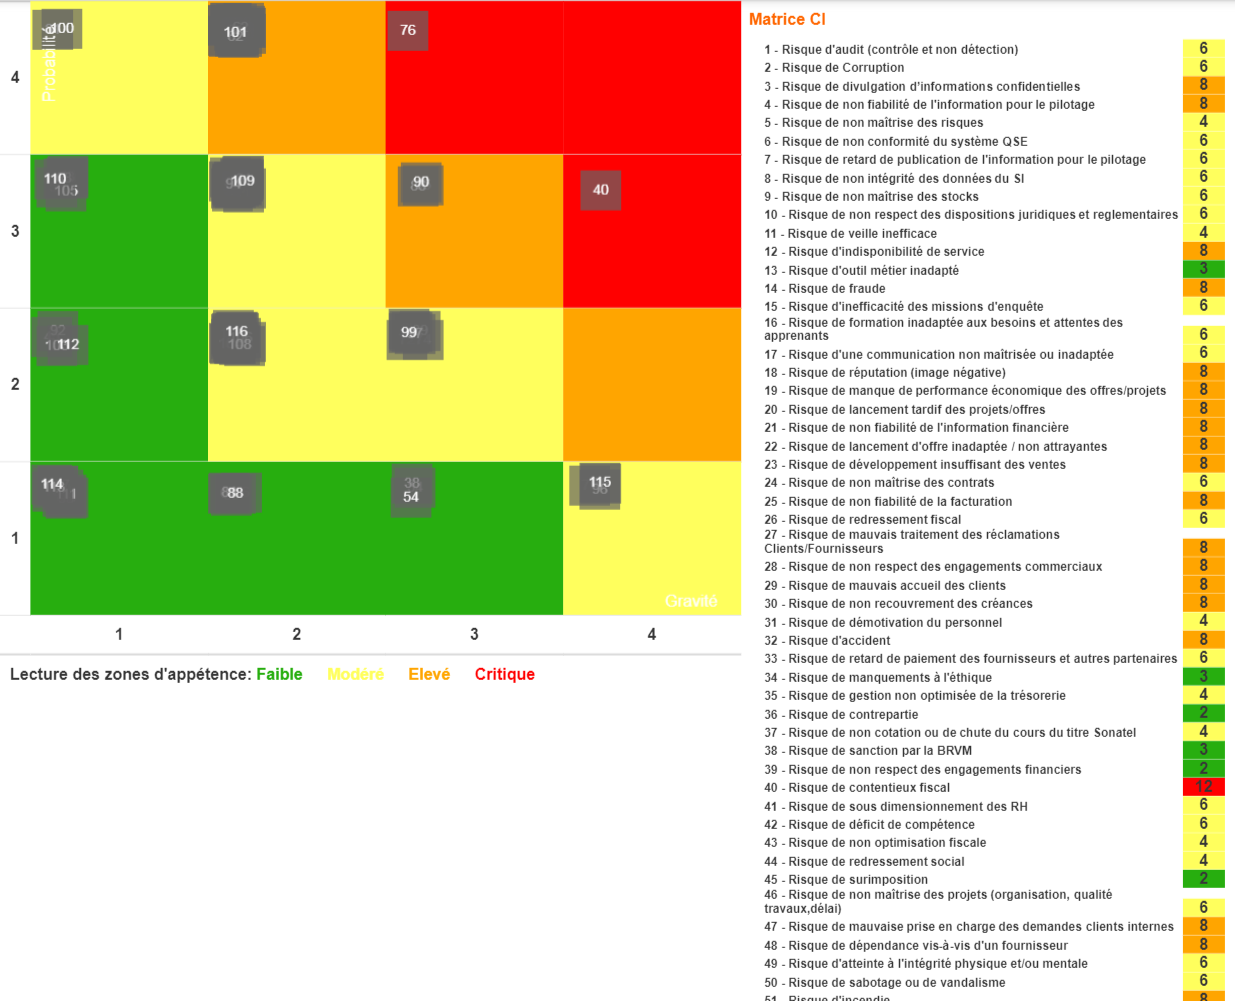 100
101
76
Probabilité
4
110
105
109
90
40
3
116
99
112
108
2
114
88
38
54
115
1
Gravité
1 2 3 4
Lecture des zones d'appétence: Faible Modéré Elevé Critique
Matrice CI
1 - Risque d'audit (contrôle et non détection) 6
2 - Risque de Corruption 6
3 - Risque de divulgation d'informations confidentielles 8
4 - Risque de non fiabilité de l'information pour le pilotage 8
5 - Risque de non maîtrise des risques 4
6 - Risque de non conformité du système QSE 6
7 - Risque de retard de publication de l'information pour le pilotage 6
8 - Risque de non intégrité des données du SI 6
9 - Risque de non maîtrise des stocks 6
10 - Risque de non respect des dispositions juridiques et reglementaires 6
11 - Risque de veille inefficace 4
12 - Risque d'indisponibilité de service 8
13 - Risque d'outil métier inadapté 3
14 - Risque de fraude 8
15 - Risque d'inefficacité des missions d'enquête 6
16 - Risque de formation inadaptée aux besoins et attentes des
apprenants 6
17 - Risque d'une communication non maîtrisée ou inadaptée 6
18 - Risque de réputation (image négative) 8
19 - Risque de manque de performance économique des offres/projets 8
20 - Risque de lancement tardif des projets/offres 8
21 - Risque de non fiabilité de l'information financière 8
22 - Risque de lancement d'offre inadaptée / non attrayantes 8
23 - Risque de développement insuffisant des ventes 8
24 - Risque de non maîtrise des contrats 6
25 - Risque de non fiabilité de la facturation 8
26 - Risque de redressement fiscal 6
27 - Risque de mauvais traitement des réclamations
Clients/Fournisseurs 8
28 - Risque de non respect des engagements commerciaux 8
29 - Risque de mauvais accueil des clients 8
30 - Risque de non recouvrement des créances 8
31 - Risque de démotivation du personnel 4
32 - Risque d'accident 8
33 - Risque de retard de paiement des fournisseurs et autres partenaires 6
34 - Risque de manquements à l'éthique 3
35 - Risque de gestion non optimisée de la trésorerie 4
36 - Risque de contrepartie 2
37 - Risque de non cotation ou de chute du cours du titre Sonatel 4
38 - Risque de sanction par la BRVM 3
39 - Risque de non respect des engagements financiers 2
40 - Risque de contentieux fiscal 12
41 - Risque de sous dimensionnement des RH 6
42 - Risque de déficit de compétence 6
43 - Risque de non optimisation fiscale 4
44 - Risque de redressement social 4
45 - Risque de surimposition 2
46 - Risque de non maîtrise des projets (organisation, qualité
travaux,délai) 6
47 - Risque de mauvaise prise en charge des demandes clients internes 8
48 - Risque de dépendance vis-à-vis d'un fournisseur 8
49 - Risque d'atteinte à l'intégrité physique et/ou mentale 6
50 - Risque de sabotage ou de vandalisme 6
51 - Risque d'incendie 8